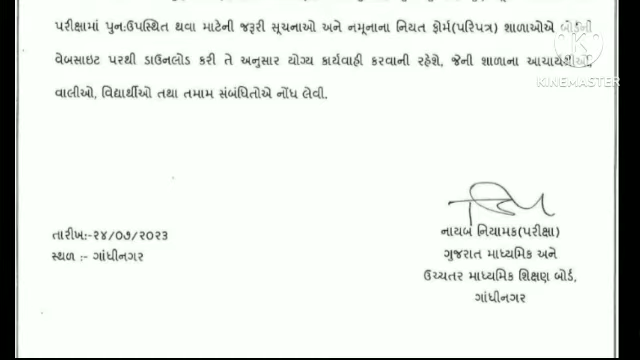 પરીક્ષામાં પુન:ઉપસ્થિત થવા માટેની જરૂરી સૂચનાઓ અને નમૂનાના નિયત ફોર્મ(પરિપત્ર) શાળાઓએ બોર્ડની
વેબસાઇટ પરથી ડાઉનલોડ કરી તે અનુસાર યોગ્ય કાર્યવાહી કરવાની રહેશે, જેની શાળાના આચાર્યશ્રીઓ,
KINEMASTER
વાલીઓ, વિદ્યાર્થીઓ તથા તમામ સંબંધિતોએ નોંધ લેવી.
તારીખ:-૨૪/૦૭/૨૦૨૩
સ્થળ :- ગાંધીનગર
નાયબ નિયામક(પરીક્ષા)
ગુજરાત માધ્યમિક અને
ઉચ્ચતર માધ્યમિક શિક્ષણ બોર્ડ,
ગાંધીનગર